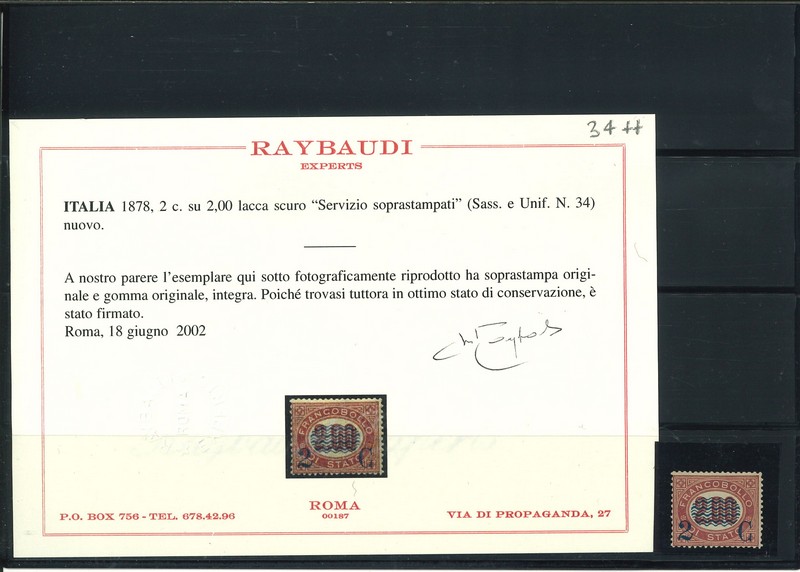 34 #
RAYBAUDI
EXPERTS
ITALIA 1878, 2 c. su 2,00 lacca scuro “Servizio soprastampati” (Sass. e Unif. N. 34)
nuovo.
A nostro parere l’esemplare qui sotto fotograficamente riprodotto ha soprastampa origi-
nale e gomma originale, integra. Poiché trovasi tuttora in ottimo stato di conservazione, è
stato firmato.
Roma, 18 giugno 2002
FRANCOBOLLO
2 C
DI STATO
ROMA
00187
P.O. BOX 756 - TEL. 678.42.96
VIA DI PROPAGANDA, 27
FRANCOBOLLO
2 C
DI STATO